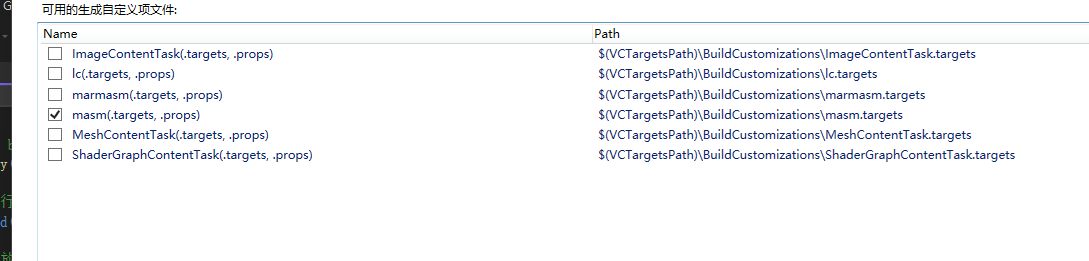 可用的生成自定义项文件:
Name Path
ImageContentTask(.targets, .props) $(VCTargetsPath)\BuildCustomizations\ImageContentTask.targets
lc(.targets, .props) $(VCTargetsPath)\BuildCustomizations\lc.targets
marmasm(.targets, .props) $(VCTargetsPath)\BuildCustomizations\marmasm.targets
masm(.targets, .props) $(VCTargetsPath)\BuildCustomizations\masm.targets
MeshContentTask(.targets, .props) $(VCTargetsPath)\BuildCustomizations\MeshContentTask.targets
ShaderGraphContentTask(.targets, .props) $(VCTargetsPath)\BuildCustomizations\ShaderGraphContentTask.targets